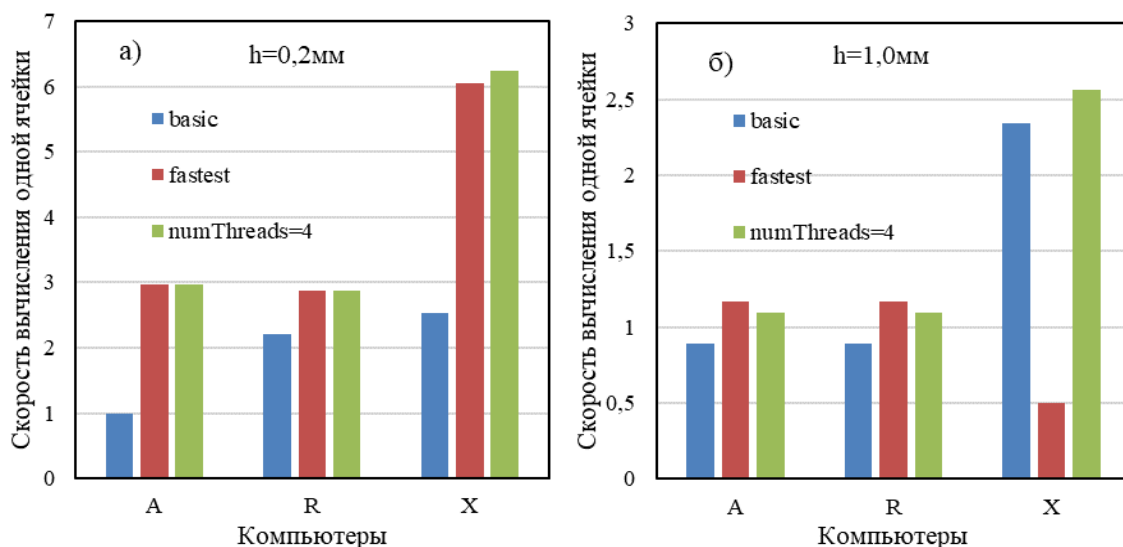 Скорость вычисления одной ячейки
7
6
5
4
3
2
1
0
а)
h=0,2мм
basic
fastest
numThreads=4
A
R
X
Компьютеры
Скорость вычисления одной ячейки
3
2,5
2
1,5
1
0,5
0
б)
h=1,0мм
basic
fastest
numThreads=4
A
R
X
Компьютеры